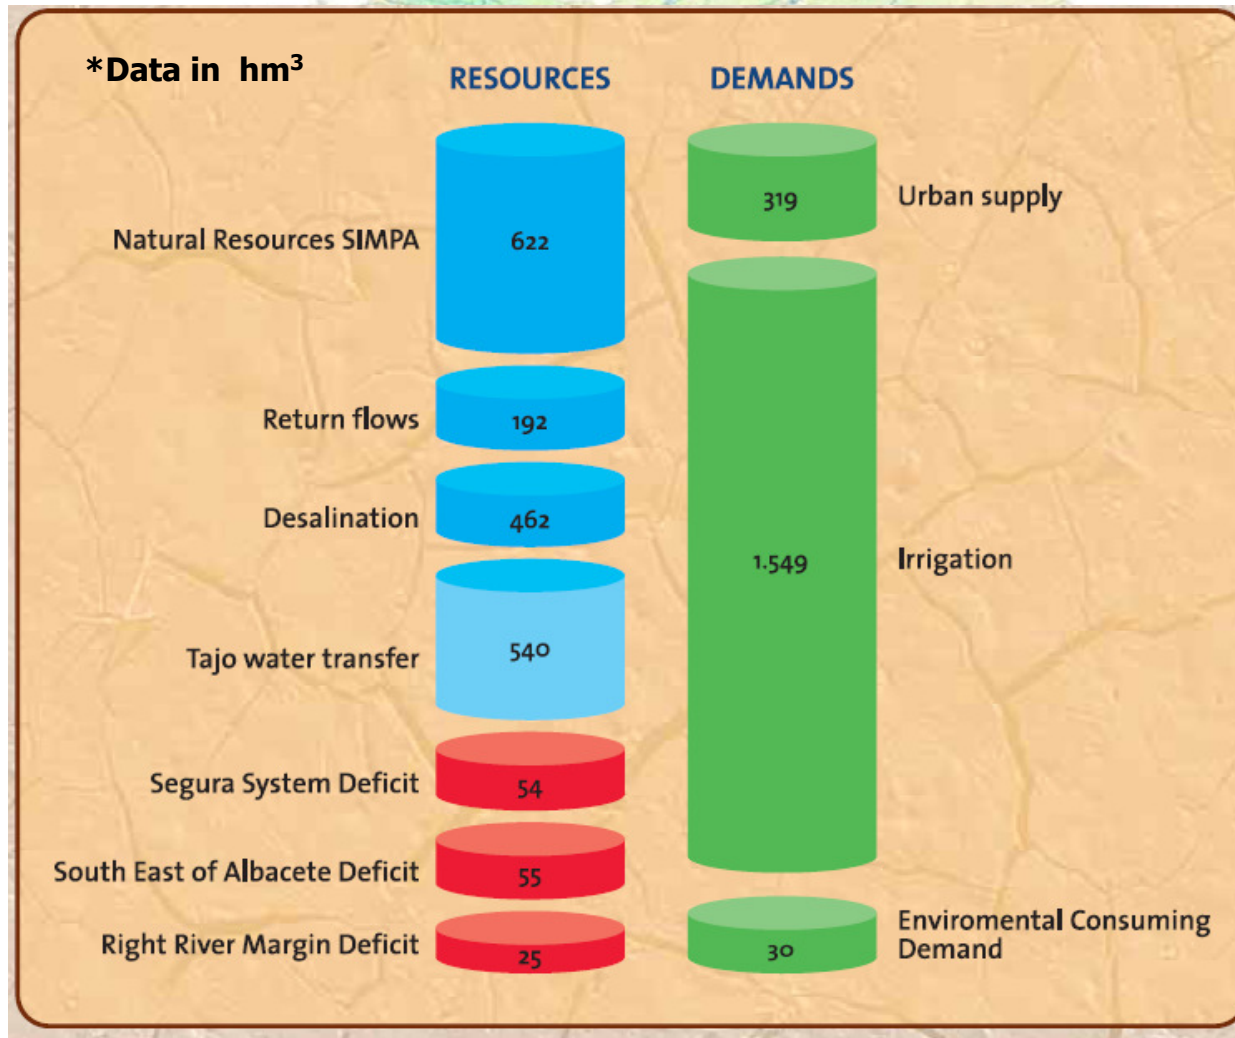 *Data in hm³
RESOURCES
DEMANDS
Natural Resources SIMPA
622
Return flows
192
Desalination
462
Tajo water transfer
540
Segura System Deficit
54
South East of Albacete Deficit
55
Right River Margin Deficit
25
319
Urban supply
1.549
Irrigation
30
Enviromental Consuming
Demand